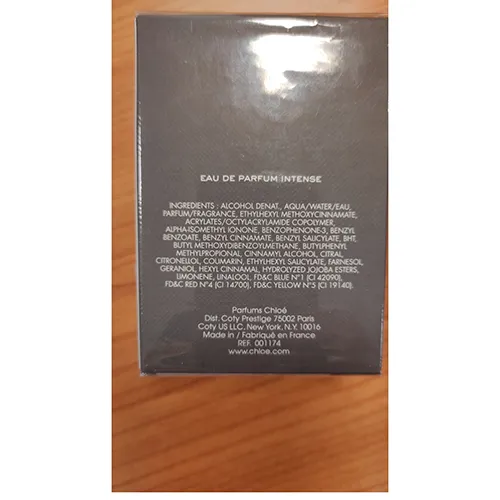 EAU DE PARFUM INTENSE
INGREDIENTS : ALCOHOL DENAT., AQUA/WATER/EAU,
PARFUM/FRAGRANCE, ETHYLHEXYL METHOXYCINNAMATE,
ACRYLATES/OCTYLACRYLAMIDE COPOLYMER,
ALPHA-ISOMETHYL IONONE, BENZOPHENONE-3, BENZYL
BENZOATE, BENZYL CINNAMATE, BENZYL SALICYLATE, BHT,
BUTYL METHOXYDIBENZOYLMETHANE, BUTYLPHENYL
METHYLPROPIONAL, CINNAMYL ALCOHOL, CITRAL,
CITRONELLOL, COUMARIN, ETHYLHEXYL SALICYLATE, FARNESOL,
GERANIOL, HEXYL CINNAMAL, HYDROLYZED JOJOBA ESTERS,
LIMONENE, LINALOOL, FD&C BLUE N°1 (CI 42090),
FD&C RED N°4 (CI 14700), FD&C YELLOW N°5 (CI 19140).
Parfums Chloé
Dist. Coty Prestige 75002 Paris
Coty US LLC, New York, N.Y. 10016
Made in / Fabriqué en France
REF. 001174
www.chloe.com